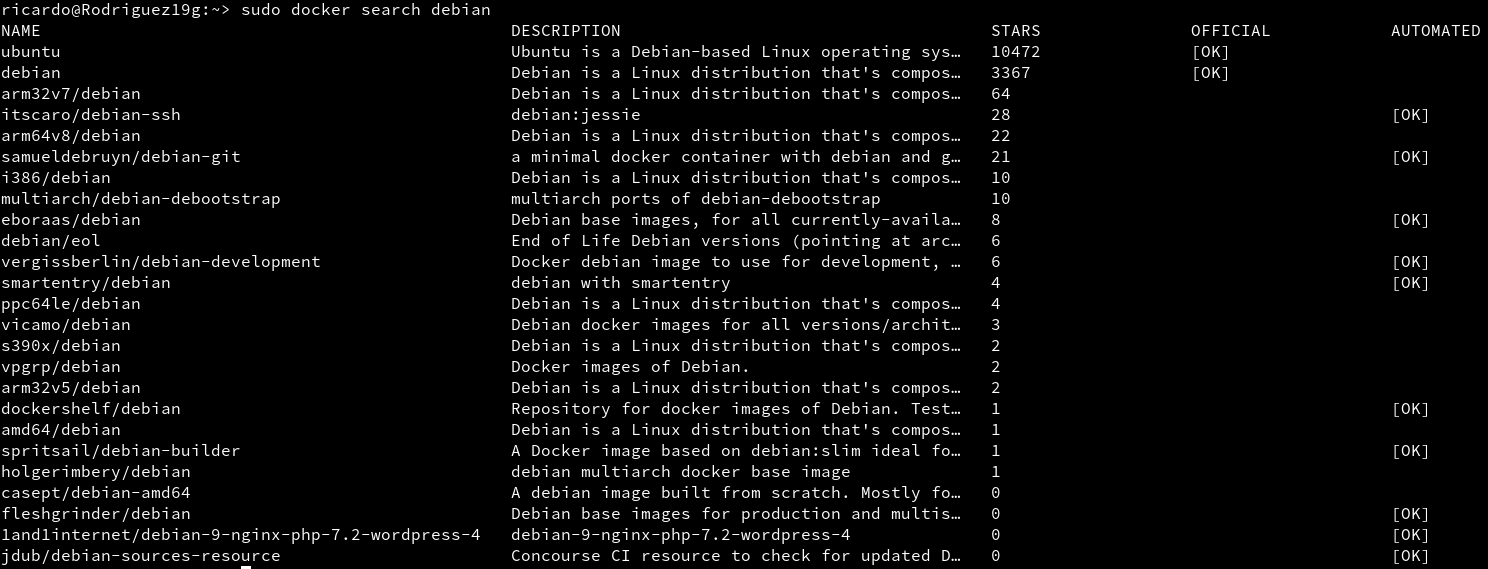 ricardo@Rodriguez19g:~> sudo docker search debian
NAME DESCRIPTION STARS OFFICIAL AUTOMATED
ubuntu Ubuntu is a Debian-based Linux operating sys… 10472 [OK]
debian Debian is a Linux distribution that's compos… 3367 [OK]
arm32v7/debian Debian is a Linux distribution that's compos… 64
itscaro/debian-ssh debian:jessie 28 [OK]
arm64v8/debian Debian is a Linux distribution that's compos… 22
samueldebruyn/debian-git a minimal docker container with debian and g… 21 [OK]
i386/debian Debian is a Linux distribution that's compos… 10
multiarch/debian-debootstrap multiarch ports of debian-debootstrap 10
eboraas/debian Debian base images, for all currently-availa… 8 [OK]
debian/eol End of Life Debian versions (pointing at arc… 6
vergissberlin/debian-development Docker debian image to use for development, … 6 [OK]
smartentry/debian debian with smartentry 4 [OK]
ppc64le/debian Debian is a Linux distribution that's compos… 4
vicamo/debian Debian docker images for all versions/archit… 3
s390x/debian Debian is a Linux distribution that's compos… 2
vpgrp/debian Docker images of Debian. 2
arm32v5/debian Debian is a Linux distribution that's compos… 2
dockershelf/debian Repository for docker images of Debian. Test… 1 [OK]
amd64/debian Debian is a Linux distribution that's compos… 1
spritsail/debian-builder A Docker image based on debian:slim ideal fo… 1 [OK]
holgerimbery/debian debian multiarch docker base image 1
casept/debian-amd64 A debian image built from scratch. Mostly fo… 0
fleshgrinder/debian Debian base images for production and multis… 0 [OK]
1and1internet/debian-9-nginx-php-7.2-wordpress-4 debian-9-nginx-php-7.2-wordpress-4 0 [OK]
jdub/debian-sources-resource Concourse CI resource to check for updated D… 0 [OK]